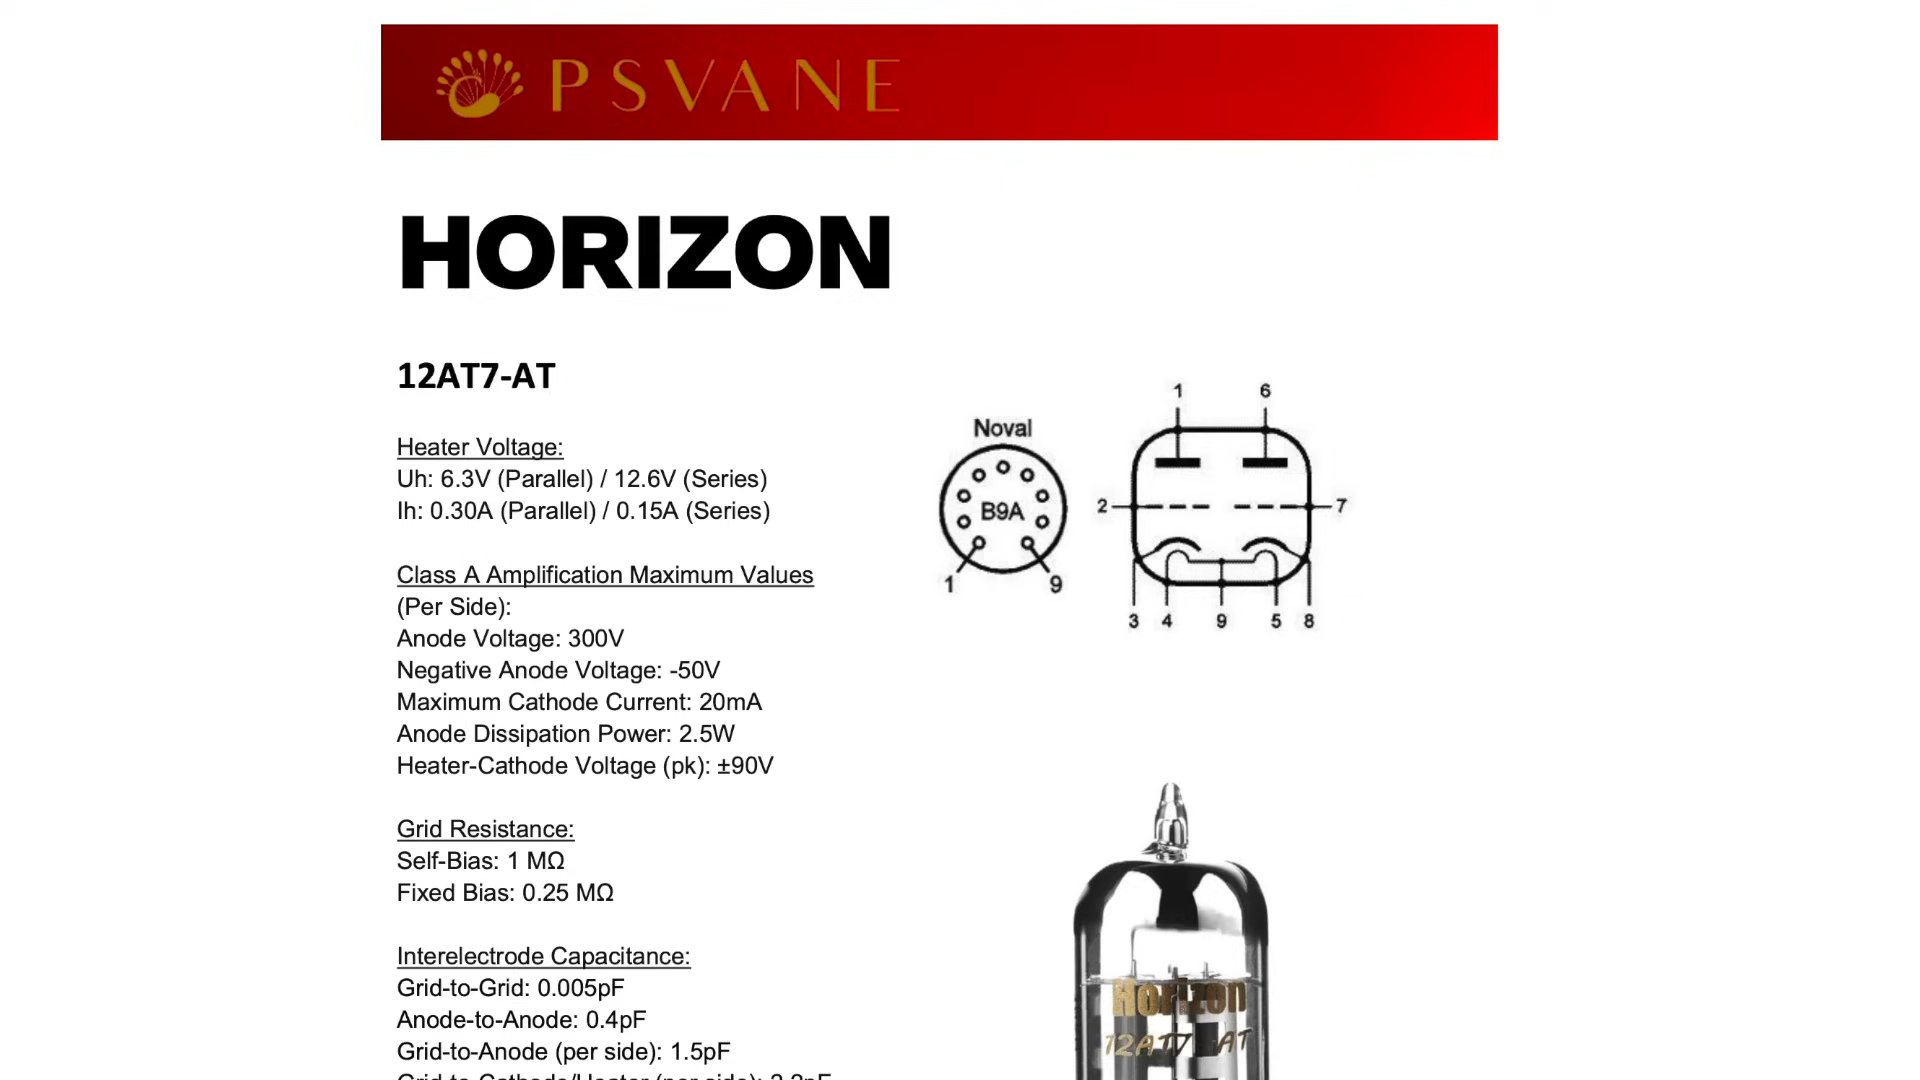 PSVANE
HORIZON
12AT7-AT
Heater Voltage:
Uh: 6.3V (Parallel) / 12.6V (Series)
Ih: 0.30A (Parallel) / 0.15A (Series)
Class A Amplification Maximum Values
(Per Side):
Anode Voltage: 300V
Negative Anode Voltage: -50V
Maximum Cathode Current: 20mA
Anode Dissipation Power: 2.5W
Heater-Cathode Voltage (pk): ±90V
Grid Resistance:
Self-Bias: 1 MΩ
Fixed Bias: 0.25 MΩ
Interelectrode Capacitance:
Grid-to-Grid: 0.005pF
Anode-to-Anode: 0.4pF
Grid-to-Anode (per side): 1.5pF
Noval
B9A
1 9
1 6
2 7
3 4 9 5 8
Horizon
12AT7-AT